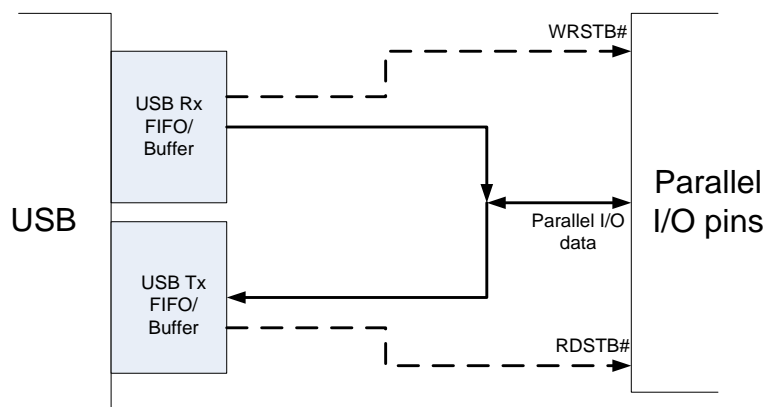 WRSTB#
USB Rx
FIFO/
Buffer
USB
Parallel I/O
data
Parallel
I/O pins
USB Tx
FIFO/
Buffer
RDSTB#